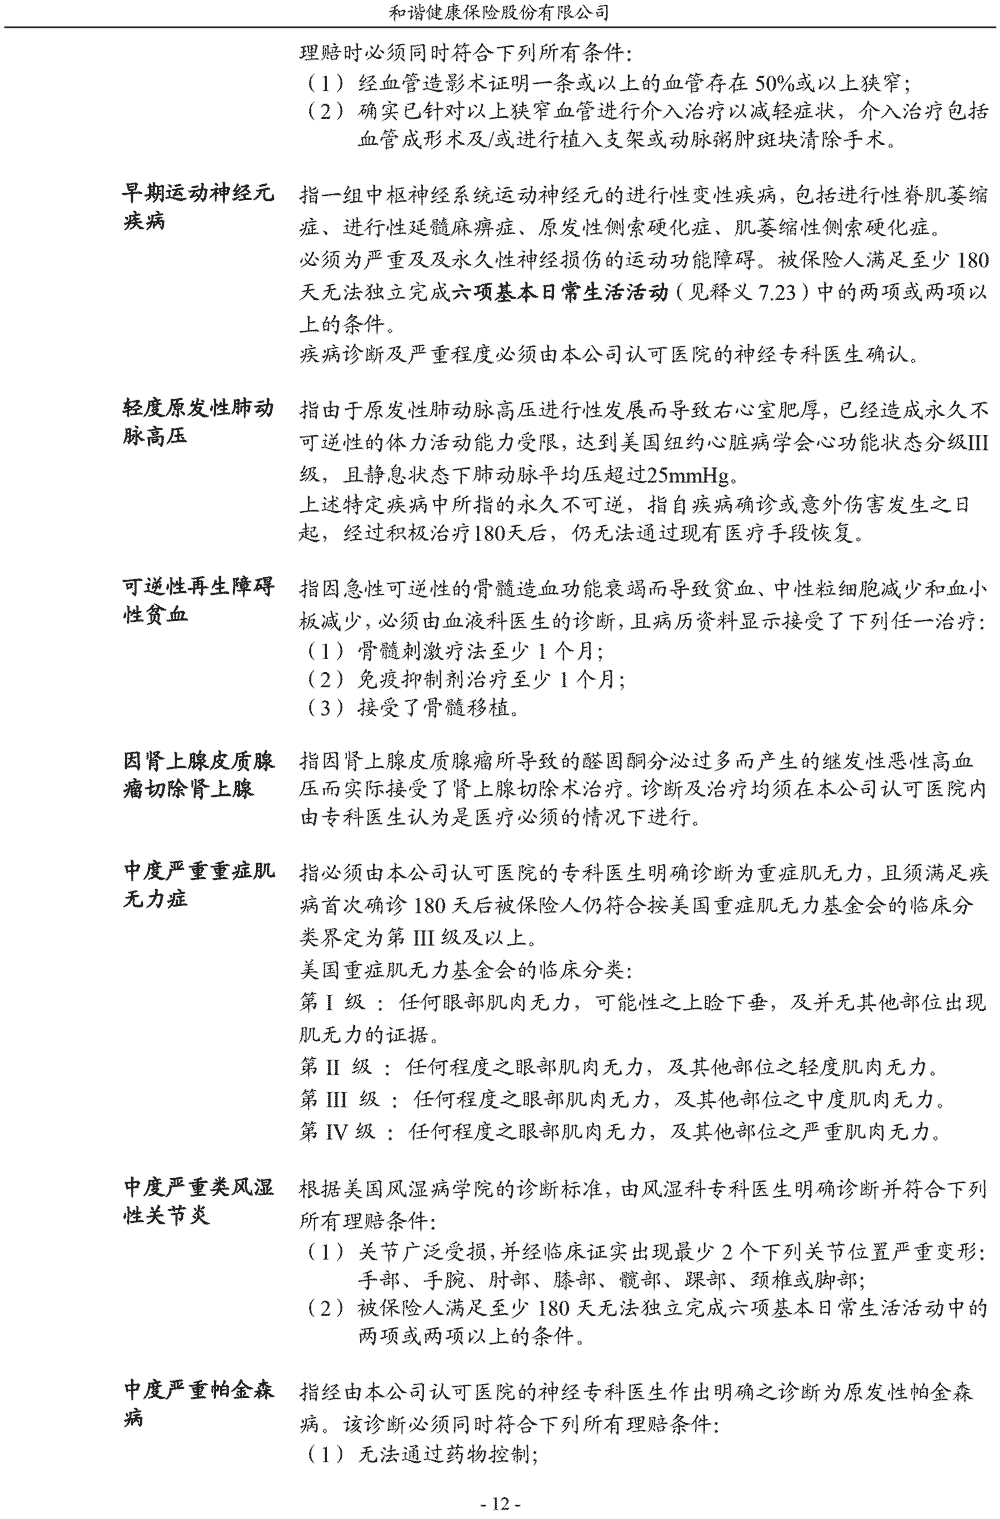 和谐健康保险股份有限公司
理赔时必须同时符合下列所有条件：
（1）经血管造影术证明一条或以上的血管存在 50%或以上狭窄；
（2）确实已针对以上狭窄血管进行介入治疗以减轻症状，介入治疗包括
血管成形术及/或进行植入支架或动脉粥肿斑块清除手术。
早期运动神经元
疾病
指一组中枢神经系统运动神经元的进行性变性疾病，包括进行性脊肌萎缩
症、进行性延髓麻痹症、原发性侧索硬化症、肌萎缩性侧索硬化症。
必须为严重及及永久性神经损伤的运动功能障碍。被保险人满足至少 180
天无法独立完成六项基本日常生活活动（见释义 7.23）中的两项或两项以
上的条件。
疾病诊断及严重程度必须由本公司认可医院的神经专科医生确认。
轻度原发性肺动
脉高压
指由于原发性肺动脉高压进行性发展而导致右心室肥厚，已经造成永久不
可逆性的体力活动能力受限，达到美国纽约心脏病学会心功能状态分级III
级，且静息状态下肺动脉平均压超过25mmHg。
上述特定疾病中所指的永久不可逆，指自疾病确诊或意外伤害发生之日
起，经过积极治疗180天后，仍无法通过现有医疗手段恢复。
可逆性再生障碍
性贫血
指因急性可逆性的骨髓造血功能衰竭而导致贫血、中性粒细胞减少和血小
板减少，必须由血液科医生的诊断，且病历资料显示接受了下列任一治疗：
（1）骨髓刺激疗法至少 1 个月；
（2）免疫抑制剂治疗至少 1 个月；
（3）接受了骨髓移植。
因肾上腺皮质腺
瘤切除肾上腺
指因肾上腺皮质腺瘤所导致的醛固酮分泌过多而产生的继发性恶性高血
压而实际接受了肾上腺切除术治疗。诊断及治疗均须在本公司认可医院内
由专科医生认为是医疗必须的情况下进行。
中度严重重症肌
无力症
指必须由本公司认可医院的专科医生明确诊断为重症肌无力，且须满足疾
病首次确诊 180 天后被保险人仍符合按美国重症肌无力基金会的临床分
类界定为第 III 级及以上。
美国重症肌无力基金会的临床分类：
第 I 级 ：任何眼部肌肉无力，可能性之上睑下垂，及并无其他部位出现
肌无力的证据。
第 II 级 ：任何程度之眼部肌肉无力，及其他部位之轻度肌肉无力。
第 III 级 ：任何程度之眼部肌肉无力，及其他部位之中度肌肉无力。
第 IV 级 ：任何程度之眼部肌肉无力，及其他部位之严重肌肉无力。
中度严重类风湿
性关节炎
根据美国风湿病学院的诊断标准，由风湿科专科医生明确诊断并符合下列
所有理赔条件：
（1）关节广泛受损，并经临床证实出现最少 2 个下列关节位置严重变形：
手部、手腕、肘部、膝部、髋部、踝部、颈椎或脚部；
（2）被保险人满足至少 180 天无法独立完成六项基本日常生活活动中的
两项或两项以上的条件。
中度严重帕金森
病
指经由本公司认可医院的神经专科医生作出明确之诊断为原发性帕金森
病。该诊断必须同时符合下列所有理赔条件：
（1）无法通过药物控制；
- 12 -